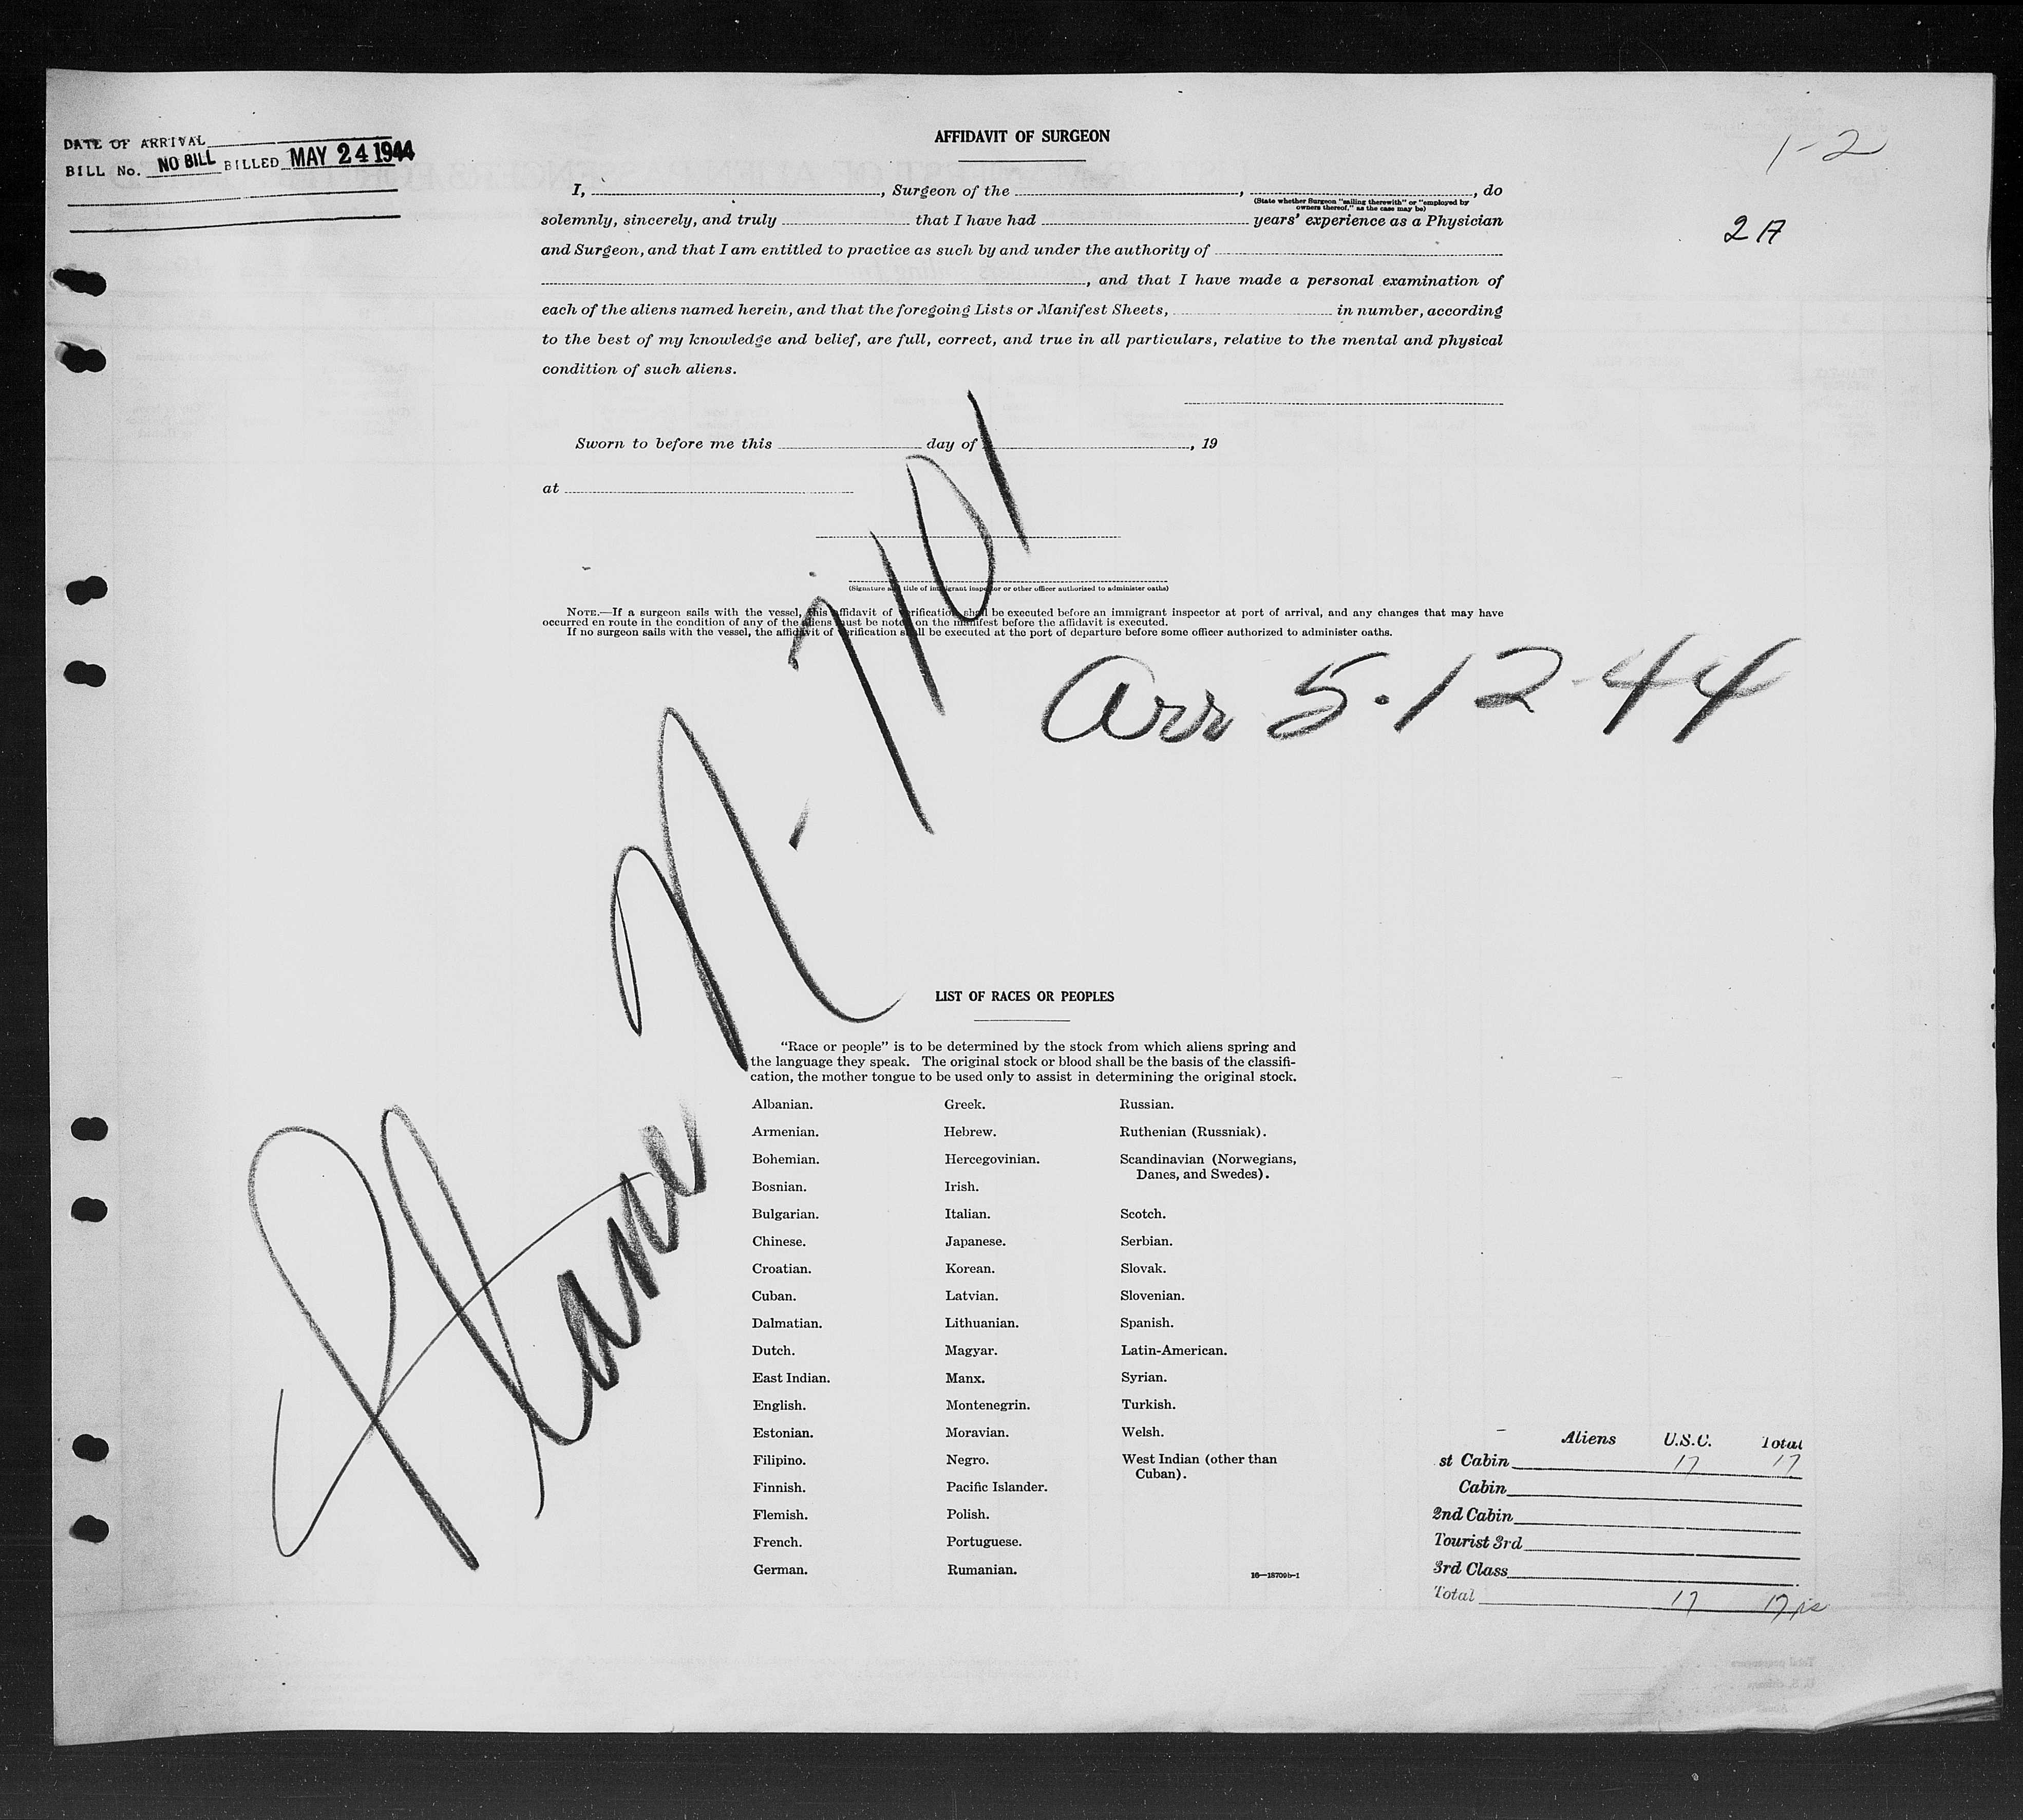 DATE OF ARRIVAL
BILL No. NO BILL BILLED MAY 24 1944
AFFIDAVIT OF SURGEON
1-2
2A
I, , Surgeon of the , , do
(State whether Surgeon "sailing therewith" or "employed by
owners thereof," as the case may be)
solemnly, sincerely, and truly that I have had years' experience as a Physician
and Surgeon, and that I am entitled to practice as such by and under the authority of
, and that I have made a personal examination of
each of the aliens named herein, and that the foregoing Lists or Manifest Sheets, in number, according
to the best of my knowledge and belief, are full, correct, and true in all particulars, relative to the mental and physical
condition of such aliens.
Sworn to before me this day of , 19
at
(Signature and title of immigrant inspector or other officer authorized to administer oaths)
NOTE.—If a surgeon sails with the vessel, this affidavit of verification shall be executed before an immigrant inspector at port of arrival, and any changes that may have
occurred en route in the condition of any of the aliens must be noted on the manifest before the affidavit is executed.
If no surgeon sails with the vessel, the affidavit of verification shall be executed at the port of departure before some officer authorized to administer oaths.
Plane N-1101
Arr 5-12-44
LIST OF RACES OR PEOPLES
"Race or people" is to be determined by the stock from which aliens spring and
the language they speak. The original stock or blood shall be the basis of the classifi-
cation, the mother tongue to be used only to assist in determining the original stock.
Albanian.
Armenian.
Bohemian.
Bosnian.
Bulgarian.
Chinese.
Croatian.
Cuban.
Dalmatian.
Dutch.
East Indian.
English.
Estonian.
Filipino.
Finnish.
Flemish.
French.
German.
Greek.
Hebrew.
Hercegovinian.
Irish.
Italian.
Japanese.
Korean.
Latvian.
Lithuanian.
Magyar.
Manx.
Montenegrin.
Moravian.
Negro.
Pacific Islander.
Polish.
Portuguese.
Rumanian.
Russian.
Ruthenian (Russniak).
Scandinavian (Norwegians,
Danes, and Swedes).
Scotch.
Serbian.
Slovak.
Slovenian.
Spanish.
Latin-American.
Syrian.
Turkish.
Welsh.
West Indian (other than
Cuban).
16—18709b-1
Aliens U.S.C. Total
st Cabin 17 17
Cabin
2nd Cabin
Tourist 3rd
3rd Class
Total 17 17